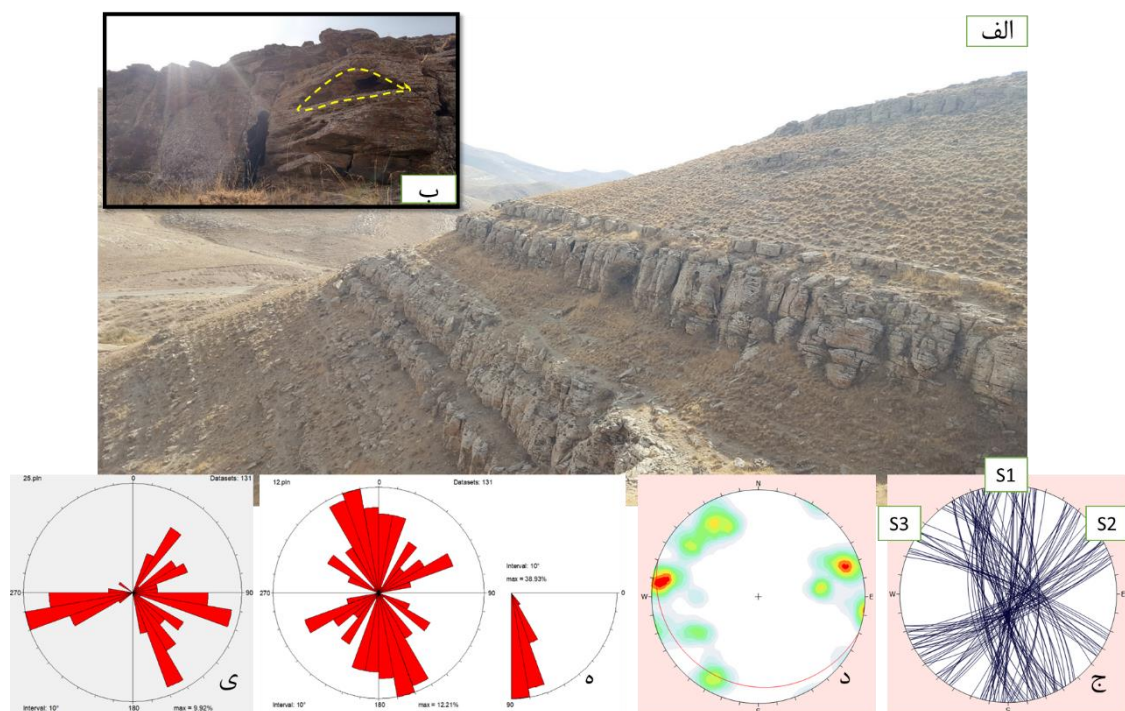 الف
ب
S1
S3
S2
N
W
E
S
ج
N
W
E
S
د
12.pln
0
Datasets: 131
270
90
180
Interval: 10°
max = 12.21%
Interval: 10°
max = 38.93%
0
90
ه
25.pln
0
Datasets: 131
270
90
180
Interval: 10°
max = 9.92%
ی